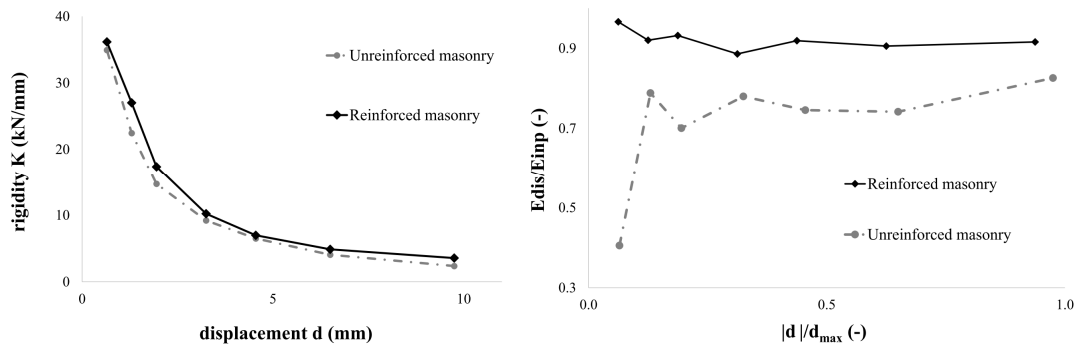 40
30
20
10
0
0
5
10
rigidity K (kN/mm)
displacement d (mm)
Unreinforced masonry
Reinforced masonry
0.9
0.7
0.5
0.3
0.0
0.5
1.0
Edis/Einp (-)
|d |/dmax (-)
Reinforced masonry
Unreinforced masonry